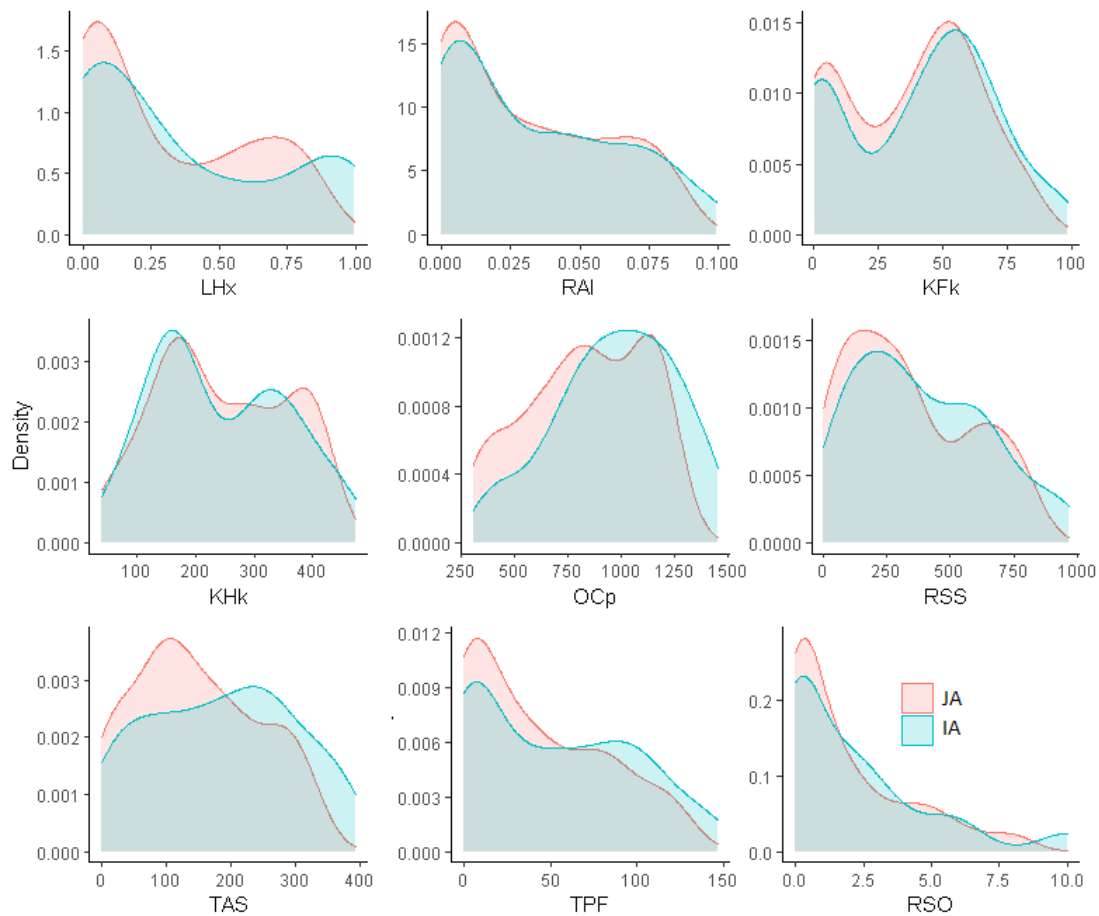 1.5
1.0
0.5
0.0
0.00 0.25 0.50 0.75 1.00
LHx
15
10
5
0
0.000 0.025 0.050 0.075 0.100
RAI
0.015
0.010
0.005
0.000
0 25 50 75 100
KFk
Density
0.003
0.002
0.001
0.000
100 200 300 400
KHk
0.0012
0.0008
0.0004
0.0000
250 500 750 1000 1250 1500
OCp
0.0015
0.0010
0.0005
0.0000
0 250 500 750 1000
RSS
0.003
0.002
0.001
0.000
0 100 200 300 400
TAS
0.012
0.009
0.006
0.003
0.000
0 50 100 150
TPF
0.2
0.1
0.0
0.0 2.5 5.0 7.5 10.0
RSO
JA
IA